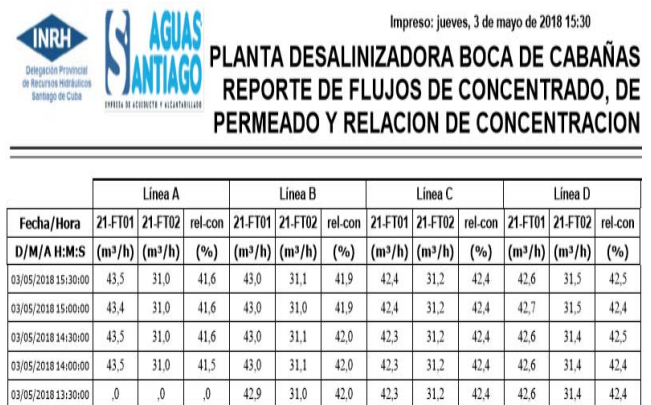 INRH
Delegación Provincial
de Recursos Hidráulicos
Santiago de Cuba
AGUAS
SANTIAGO
EMPRESA DE ACUEDUCTO Y ALCANTARILLADO
Impreso: jueves, 3 de mayo de 2018 15:30
PLANTA DESALINIZADORA BOCA DE CABAÑAS
REPORTE DE FLUJOS DE CONCENTRADO, DE
PERMEADO Y RELACION DE CONCENTRACION
Línea A Línea B Línea C Línea D
Fecha/Hora 21-FT01 21-FT02 rel-con 21-FT01 21-FT02 rel-con 21-FT01 21-FT02 rel-con 21-FT01 21-FT02 rel-con
D/M/A H:M:S (m³/h) (m³/h) (%) (m³/h) (m³/h) (%) (m³/h) (m³/h) (%) (m³/h) (m³/h) (%)
03/05/2018 15:30:00 43,5 31,0 41,6 43,0 31,1 41,9 42,4 31,2 42,4 42,6 31,5 42,5
03/05/2018 15:00:00 43,4 31,0 41,6 43,0 31,0 41,9 42,4 31,2 42,4 42,7 31,5 42,4
03/05/2018 14:30:00 43,5 31,0 41,6 43,0 31,1 42,0 42,3 31,2 42,4 42,6 31,4 42,5
03/05/2018 14:00:00 43,5 31,0 41,5 43,0 31,1 42,0 42,3 31,2 42,4 42,6 31,4 42,4
03/05/2018 13:30:00 ,0 ,0 ,0 42,9 31,0 42,0 42,3 31,2 42,4 42,6 31,4 42,4